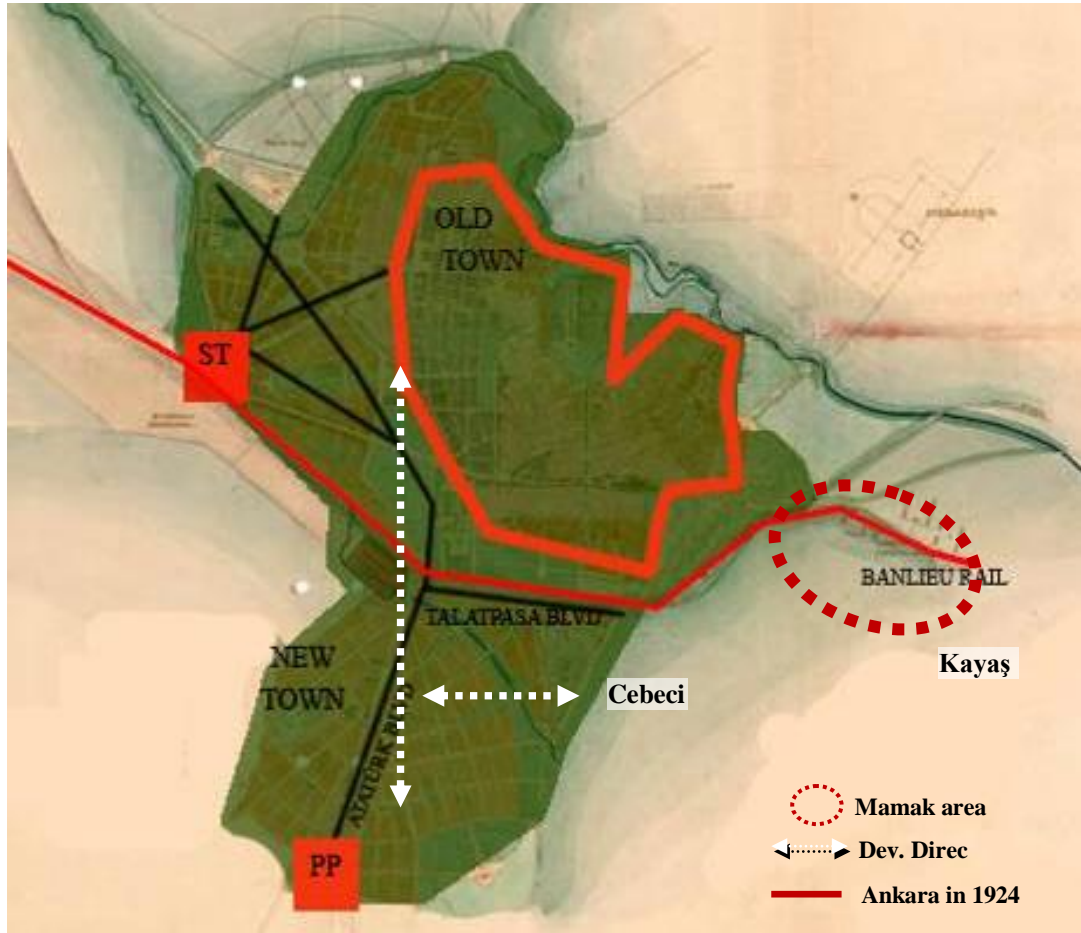 OLD
TOWN
ST
BANLIEU RAIL
TALATPASA BLVD
NEW
TOWN
Kayaş
Cebeci
ATATÜRK BLVD
PP
Mamak area
Dev. Direc
Ankara in 1924